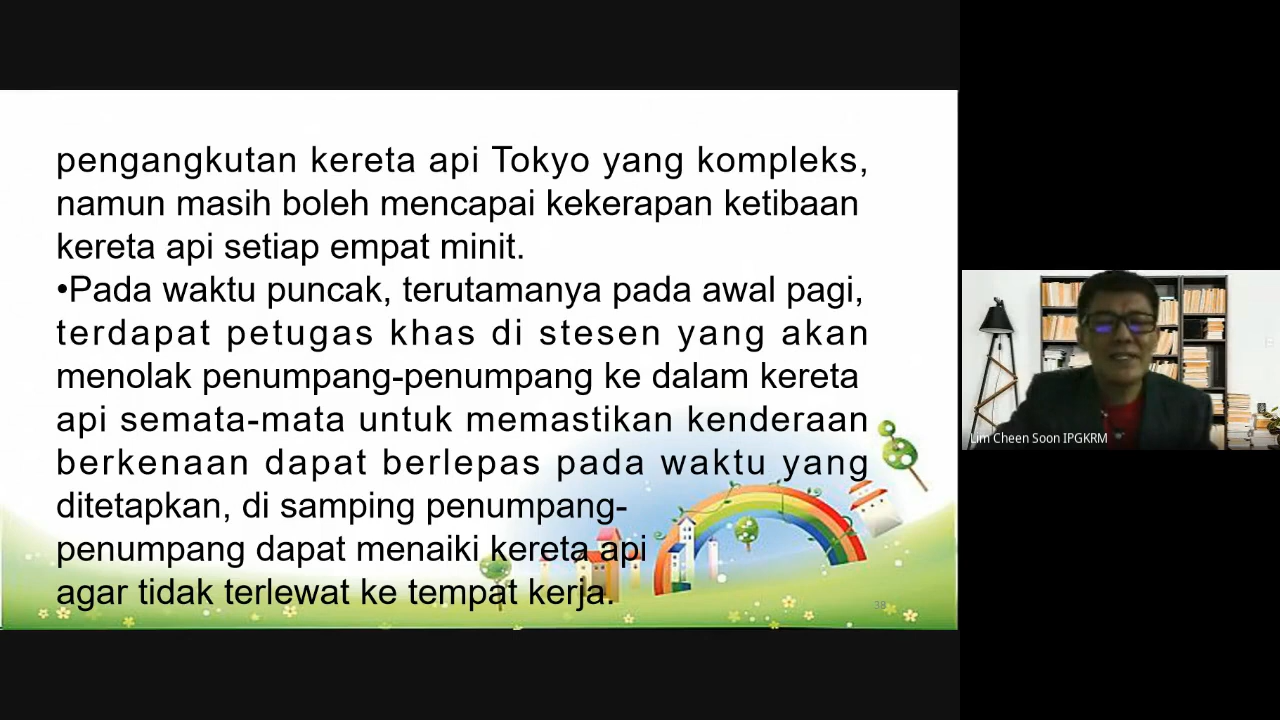 pengangkutan kereta api Tokyo yang kompleks,
namun masih boleh mencapai kekerapan ketibaan
kereta api setiap empat minit.
•Pada waktu puncak, terutamanya pada awal pagi,
terdapat petugas khas di stesen yang akan
menolak penumpang-penumpang ke dalam kereta
api semata-mata untuk memastikan kenderaan
berkenaan dapat berlepas pada waktu yang
ditetapkan, di samping penumpang-
penumpang dapat menaiki kereta api
agar tidak terlewat ke tempat kerja.
38
Lim Cheen Soon IPGKRM